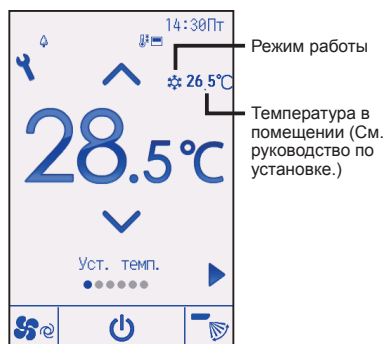 14:30Пт
Режим работы
26.5℃
28.5℃
Температура в
помещении (См.
руководство по
установке.)
Уст. темп.